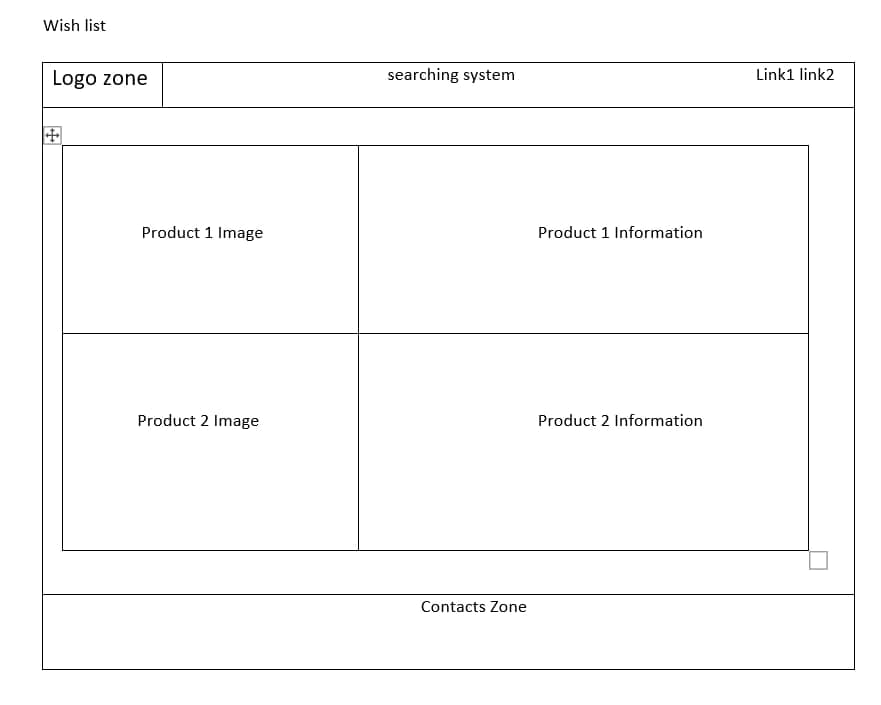 Wish list
Logo zone
searching system
Link1 link2
Product 1 Image
Product 1 Information
Product 2 Image
Product 2 Information
Contacts Zone